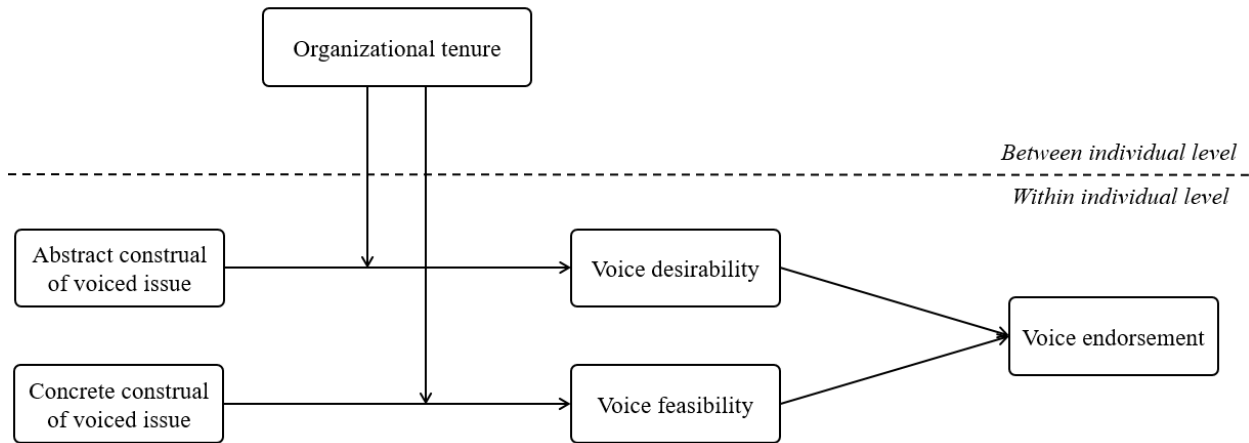 Organizational tenure
Between individual level
Within individual level
Abstract construal
of voiced issue
Voice desirability
Voice endorsement
Concrete construal
of voiced issue
Voice feasibility